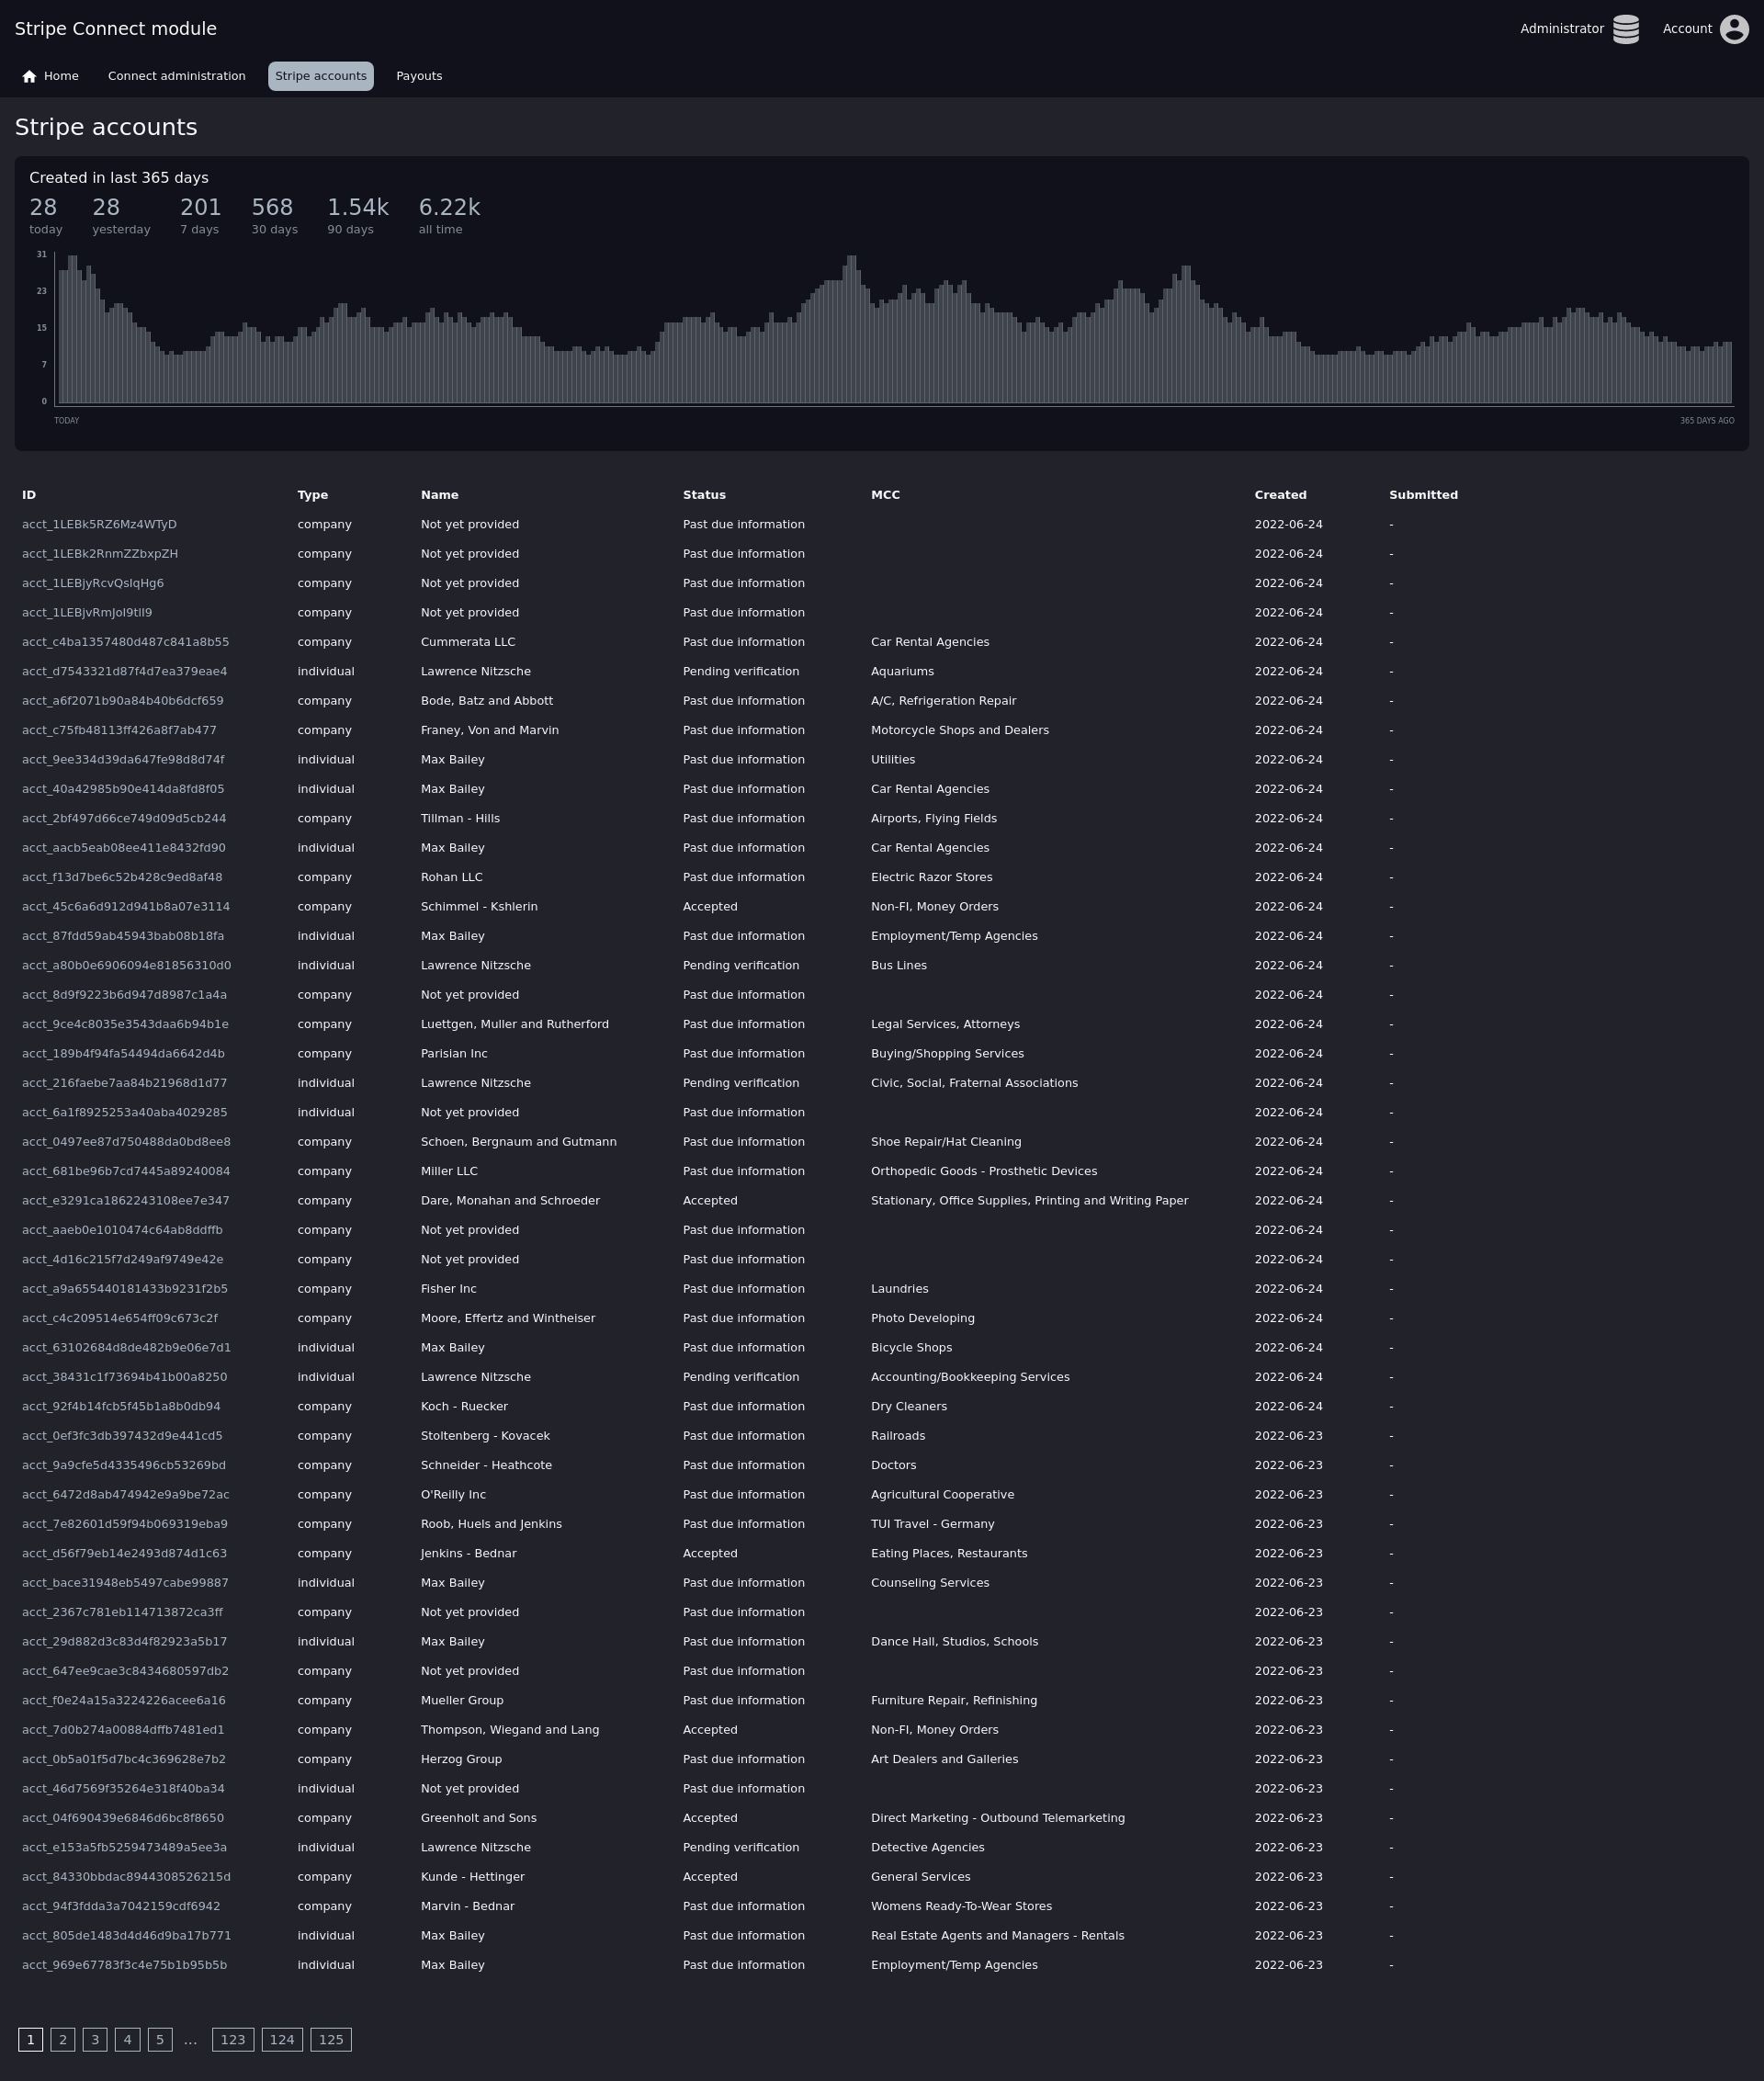 Stripe Connect module
Administrator Account
Home Connect administration Stripe accounts Payouts
Stripe accounts
Created in last 365 days
28 28 201 568 1.54k 6.22k
today yesterday 7 days 30 days 90 days all time
31
23
15
7
0
TODAY 365 DAYS AGO
ID Type Name Status MCC Created Submitted
acct_1LEBk5RZ6Mz4WTyD company Not yet provided Past due information 2022-06-24 -
acct_1LEBk2RnmZZbxpZH company Not yet provided Past due information 2022-06-24 -
acct_1LEBjyRcvQsIqHg6 company Not yet provided Past due information 2022-06-24 -
acct_1LEBjvRmJoI9tII9 company Not yet provided Past due information 2022-06-24 -
acct_c4ba1357480d487c841a8b55 company Cummerata LLC Past due information Car Rental Agencies 2022-06-24 -
acct_d7543321d87f4d7ea379eae4 individual Lawrence Nitzsche Pending verification Aquariums 2022-06-24 -
acct_a6f2071b90a84b40b6dcf659 company Bode, Batz and Abbott Past due information A/C, Refrigeration Repair 2022-06-24 -
acct_c75fb48113ff426a8f7ab477 company Franey, Von and Marvin Past due information Motorcycle Shops and Dealers 2022-06-24 -
acct_9ee334d39da647fe98d8d74f individual Max Bailey Past due information Utilities 2022-06-24 -
acct_40a42985b90e414da8fd8f05 individual Max Bailey Past due information Car Rental Agencies 2022-06-24 -
acct_2bf497d66ce749d09d5cb244 company Tillman - Hills Past due information Airports, Flying Fields 2022-06-24 -
acct_aacb5eab08ee411e8432fd90 individual Max Bailey Past due information Car Rental Agencies 2022-06-24 -
acct_f13d7be6c52b428c9ed8af48 company Rohan LLC Past due information Electric Razor Stores 2022-06-24 -
acct_45c6a6d912d941b8a07e3114 company Schimmel - Kshlerin Accepted Non-FI, Money Orders 2022-06-24 -
acct_87fdd59ab45943bab08b18fa individual Max Bailey Past due information Employment/Temp Agencies 2022-06-24 -
acct_a80b0e6906094e81856310d0 individual Lawrence Nitzsche Pending verification Bus Lines 2022-06-24 -
acct_8d9f9223b6d947d8987c1a4a company Not yet provided Past due information 2022-06-24 -
acct_9ce4c8035e3543daa6b94b1e company Luettgen, Muller and Rutherford Past due information Legal Services, Attorneys 2022-06-24 -
acct_189b4f94fa54494da6642d4b company Parisian Inc Past due information Buying/Shopping Services 2022-06-24 -
acct_216faebe7aa84b21968d1d77 individual Lawrence Nitzsche Pending verification Civic, Social, Fraternal Associations 2022-06-24 -
acct_6a1f8925253a40aba4029285 individual Not yet provided Past due information 2022-06-24 -
acct_0497ee87d750488da0bd8ee8 company Schoen, Bergnaum and Gutmann Past due information Shoe Repair/Hat Cleaning 2022-06-24 -
acct_681be96b7cd7445a89240084 company Miller LLC Past due information Orthopedic Goods - Prosthetic Devices 2022-06-24 -
acct_e3291ca1862243108ee7e347 company Dare, Monahan and Schroeder Accepted Stationary, Office Supplies, Printing and Writing Paper 2022-06-24 -
acct_aaeb0e1010474c64ab8ddffb company Not yet provided Past due information 2022-06-24 -
acct_4d16c215f7d249af9749e42e company Not yet provided Past due information 2022-06-24 -
acct_a9a655440181433b9231f2b5 company Fisher Inc Past due information Laundries 2022-06-24 -
acct_c4c209514e654ff09c673c2f company Moore, Effertz and Wintheiser Past due information Photo Developing 2022-06-24 -
acct_63102684d8de482b9e06e7d1 individual Max Bailey Past due information Bicycle Shops 2022-06-24 -
acct_38431c1f73694b41b00a8250 individual Lawrence Nitzsche Pending verification Accounting/Bookkeeping Services 2022-06-24 -
acct_92f4b14fcb5f45b1a8b0db94 company Koch - Ruecker Past due information Dry Cleaners 2022-06-24 -
acct_0ef3fc3db397432d9e441cd5 company Stoltenberg - Kovacek Past due information Railroads 2022-06-23 -
acct_9a9cfe5d4335496cb53269bd company Schneider - Heathcote Past due information Doctors 2022-06-23 -
acct_6472d8ab474942e9a9be72ac company O'Reilly Inc Past due information Agricultural Cooperative 2022-06-23 -
acct_7e82601d59f94b069319eba9 company Roob, Huels and Jenkins Past due information TUI Travel - Germany 2022-06-23 -
acct_d56f79eb14e2493d874d1c63 company Jenkins - Bednar Accepted Eating Places, Restaurants 2022-06-23 -
acct_bace31948eb5497cabe99887 individual Max Bailey Past due information Counseling Services 2022-06-23 -
acct_2367c781eb114713872ca3ff company Not yet provided Past due information 2022-06-23 -
acct_29d882d3c83d4f82923a5b17 individual Max Bailey Past due information Dance Hall, Studios, Schools 2022-06-23 -
acct_647ee9cae3c8434680597db2 company Not yet provided Past due information 2022-06-23 -
acct_f0e24a15a3224226acee6a16 company Mueller Group Past due information Furniture Repair, Refinishing 2022-06-23 -
acct_7d0b274a00884dffb7481ed1 company Thompson, Wiegand and Lang Accepted Non-FI, Money Orders 2022-06-23 -
acct_0b5a01f5d7bc4c369628e7b2 company Herzog Group Past due information Art Dealers and Galleries 2022-06-23 -
acct_46d7569f35264e318f40ba34 individual Not yet provided Past due information 2022-06-23 -
acct_04f690439e6846d6bc8f8650 company Greenholt and Sons Accepted Direct Marketing - Outbound Telemarketing 2022-06-23 -
acct_e153a5fb5259473489a5ee3a individual Lawrence Nitzsche Pending verification Detective Agencies 2022-06-23 -
acct_84330bbdac8944308526215d company Kunde - Hettinger Accepted General Services 2022-06-23 -
acct_94f3fdda3a7042159cdf6942 company Marvin - Bednar Past due information Womens Ready-To-Wear Stores 2022-06-23 -
acct_805de1483d4d46d9ba17b771 individual Max Bailey Past due information Real Estate Agents and Managers - Rentals 2022-06-23 -
acct_969e67783f3c4e75b1b95b5b individual Max Bailey Past due information Employment/Temp Agencies 2022-06-23 -
1 2 3 4 5 … 123 124 125